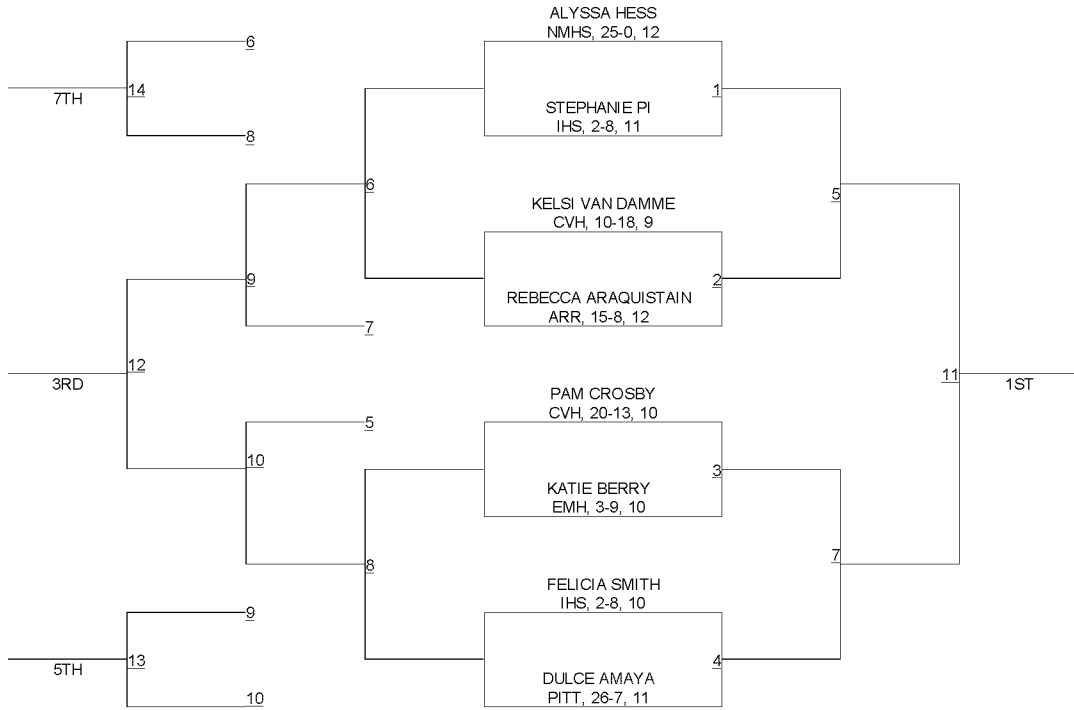 ALYSSA HESS
NMHS, 25-0, 12
6
14
7TH
1
STEPHANIE PI
IHS, 2-8, 11
8
6
5
KELSI VAN DAMME
CVH, 10-18, 9
9
2
REBECCA ARAQUISTAIN
ARR, 15-8, 12
7
12
3RD
11
1ST
PAM CROSBY
CVH, 20-13, 10
5
10
3
KATIE BERRY
EMH, 3-9, 10
8
7
FELICIA SMITH
IHS, 2-8, 10
9
13
5TH
4
DULCE AMAYA
PITT, 26-7, 11
10